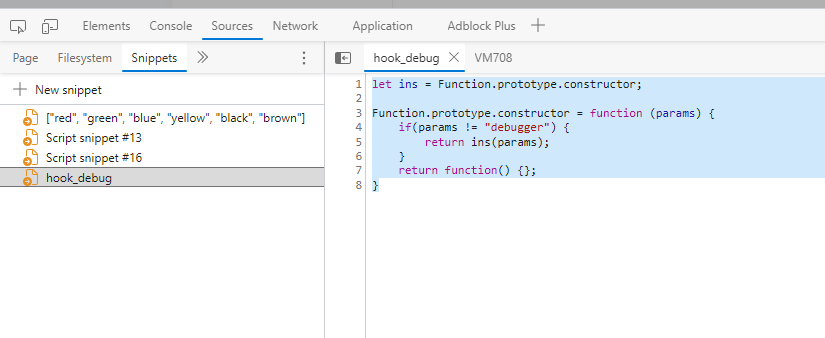 Elements Console Sources Network Application Adblock Plus
Page Filesystem Snippets
hook_debug VM708
New snippet
["red", "green", "blue", "yellow", "black", "brown"]
Script snippet #13
Script snippet #16
hook_debug
1 let ins = Function.prototype.constructor;
2
3 Function.prototype.constructor = function (params) {
4     if(params != "debugger") {
5         return ins(params);
6     }
7     return function() {};
8 }